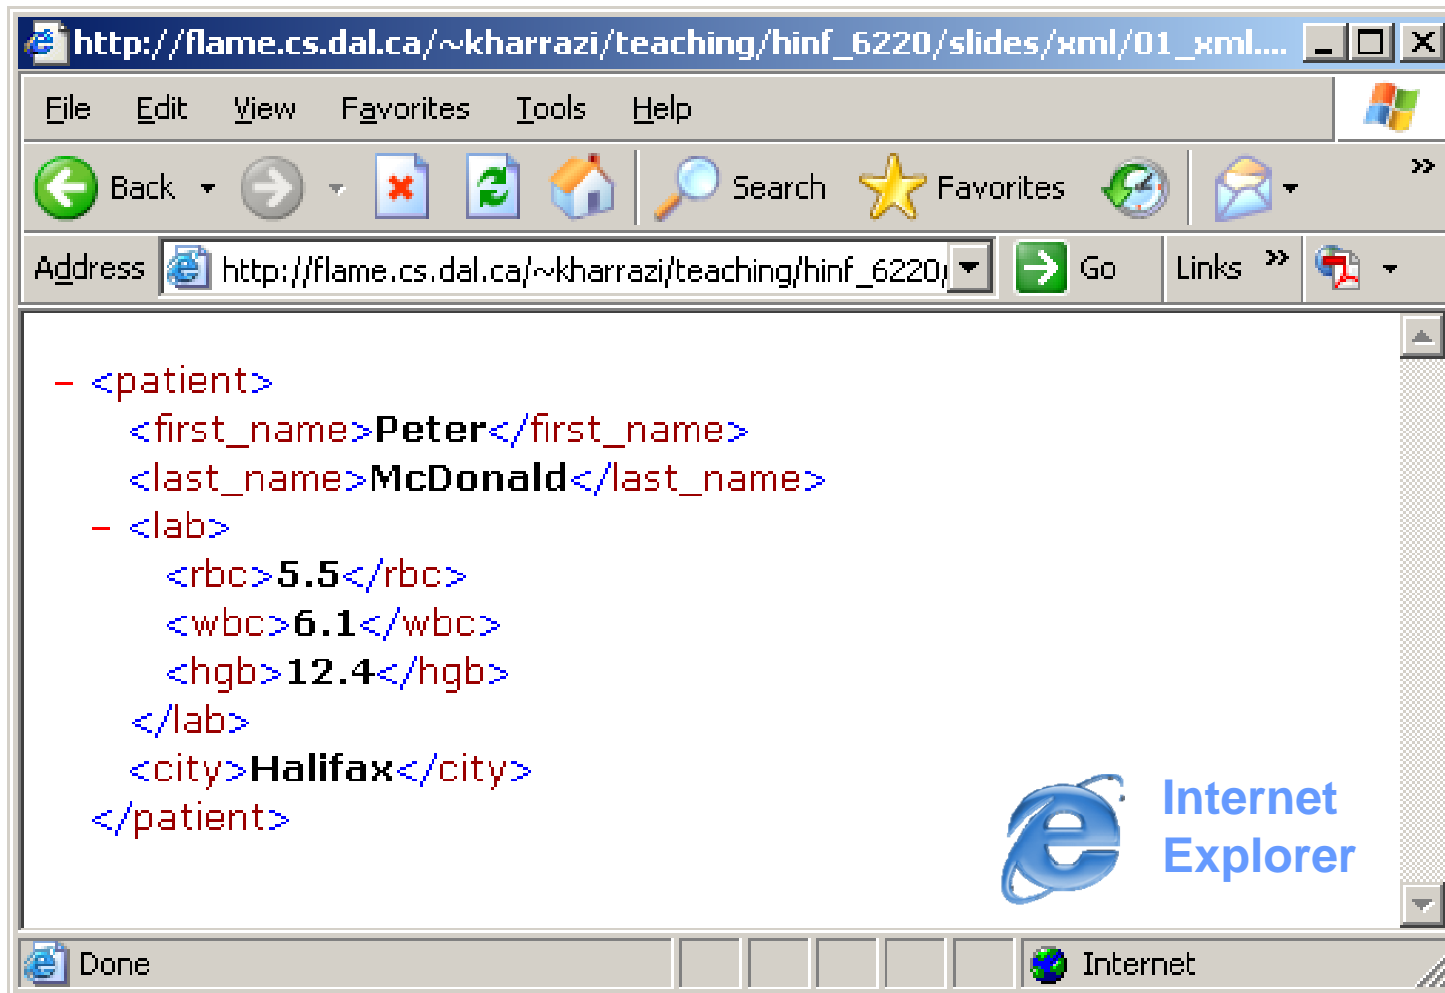 http://flame.cs.dal.ca/~kharrazi/teaching/hinf_6220/slides/xml/01_xml....
File Edit View Favorites Tools Help
Back Search Favorites »
Address http://flame.cs.dal.ca/~kharrazi/teaching/hinf_6220/ Go Links »
– <patient>
<first_name>Peter</first_name>
<last_name>McDonald</last_name>
– <lab>
<rbc>5.5</rbc>
<wbc>6.1</wbc>
<hgb>12.4</hgb>
</lab>
<city>Halifax</city>
</patient>
Internet
Explorer
Done Internet